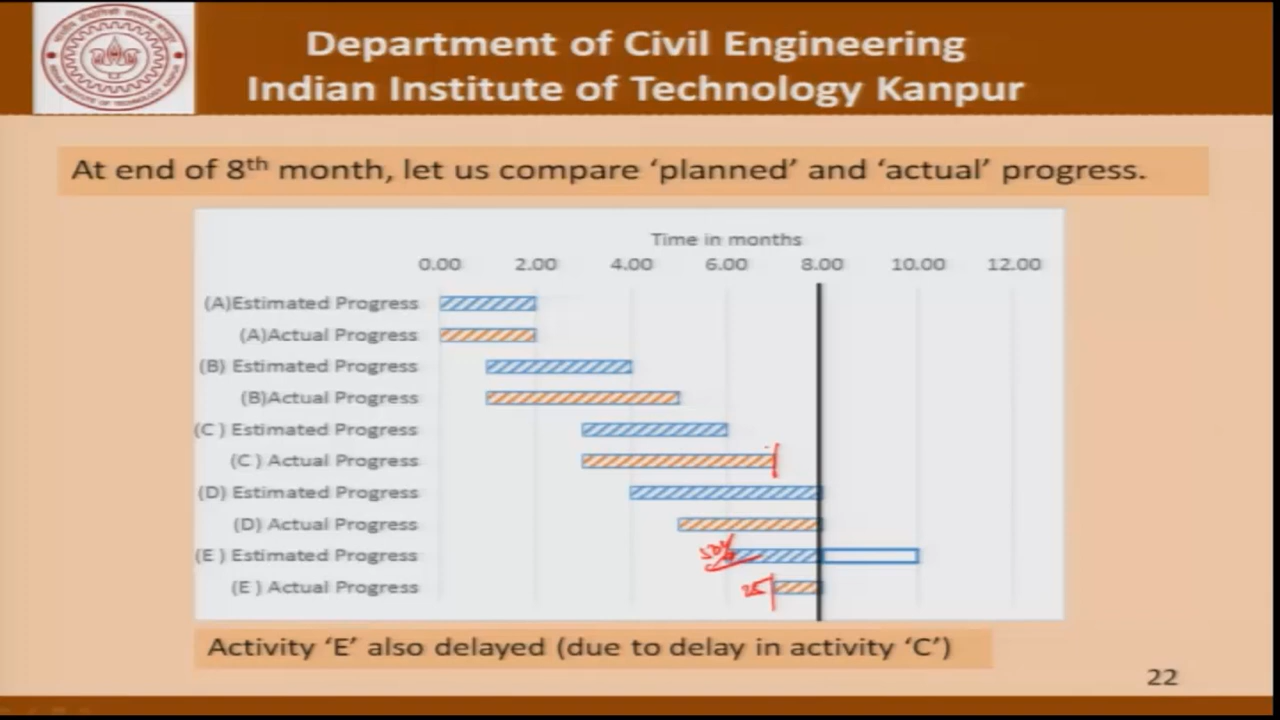 Department of Civil Engineering
Indian Institute of Technology Kanpur
At end of 8th month, let us compare ‘planned’ and ‘actual’ progress.
Time in months
0.00 2.00 4.00 6.00 8.00 10.00 12.00
(A)Estimated Progress
(A)Actual Progress
(B) Estimated Progress
(B)Actual Progress
(C ) Estimated Progress
(C ) Actual Progress
(D) Estimated Progress
(D) Actual Progress
(E ) Estimated Progress
(E ) Actual Progress
Activity ‘E’ also delayed (due to delay in activity ‘C’)
22